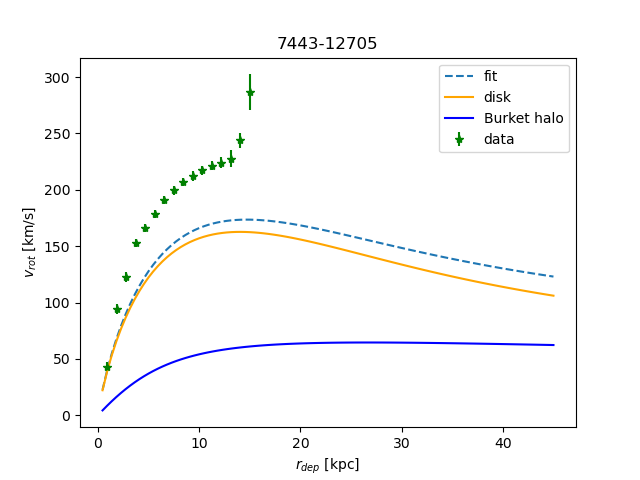 7443-12705
fit
disk
Burket halo
data
300
250
200
150
100
50
0
v_rot [km/s]
0 10 20 30 40
r_dep [kpc]